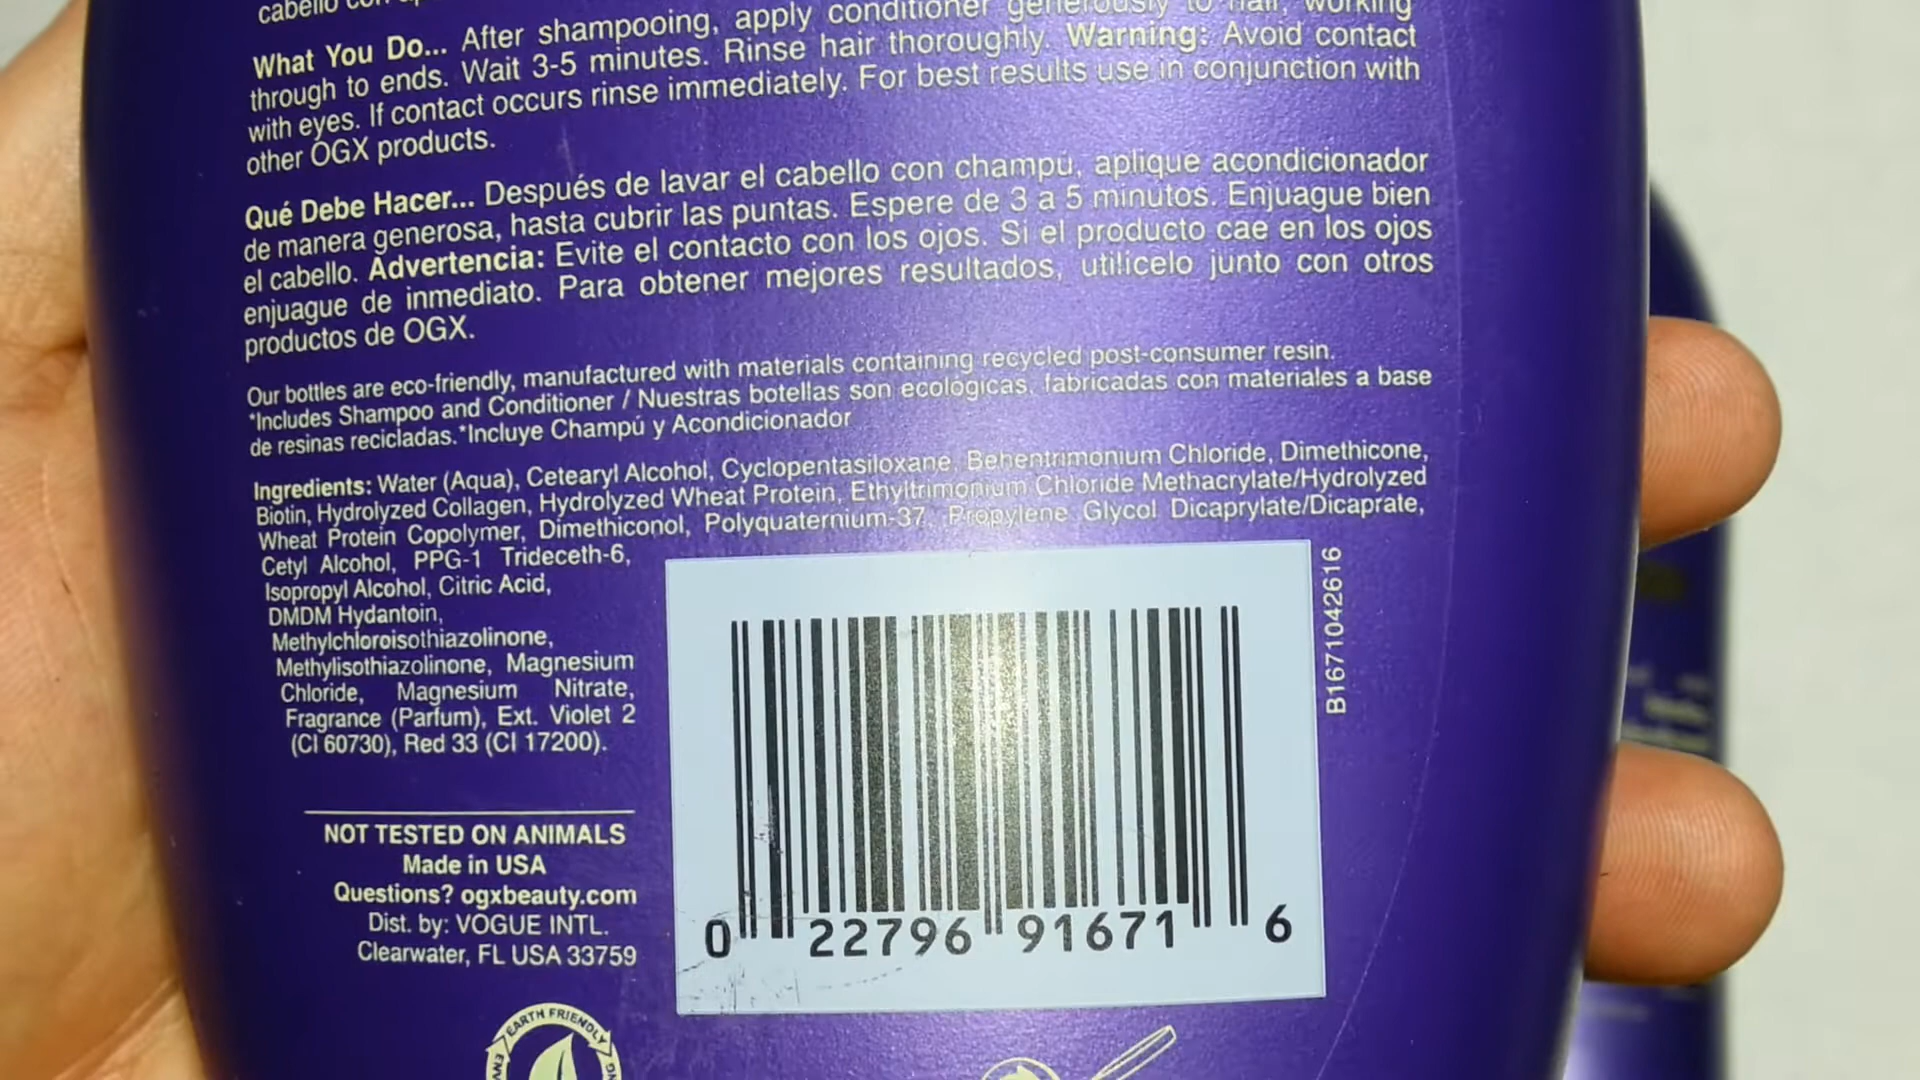 cabello con
What You Do... After shampooing, apply conditioner generously to hair, working
through to ends. Wait 3-5 minutes. Rinse hair thoroughly. Warning: Avoid contact
with eyes. If contact occurs rinse immediately. For best results use in conjunction with
other OGX products.
Qué Debe Hacer... Después de lavar el cabello con champú, aplique acondicionador
de manera generosa, hasta cubrir las puntas. Espere de 3 a 5 minutos. Enjuague bien
el cabello. Advertencia: Evite el contacto con los ojos. Si el producto cae en los ojos
enjuague de inmediato. Para obtener mejores resultados, utilícelo junto con otros
productos de OGX.
Our bottles are eco-friendly, manufactured with materials containing recycled post-consumer resin.
*Includes Shampoo and Conditioner / Nuestras botellas son ecológicas, fabricadas con materiales a base
de resinas recicladas.*Incluye Champú y Acondicionador
Ingredients: Water (Aqua), Cetearyl Alcohol, Cyclopentasiloxane, Behentrimonium Chloride, Dimethicone,
Biotin, Hydrolyzed Collagen, Hydrolyzed Wheat Protein, Ethyltrimonium Chloride Methacrylate/Hydrolyzed
Wheat Protein Copolymer, Dimethiconol, Polyquaternium-37, Propylene Glycol Dicaprylate/Dicaprate,
Cetyl Alcohol, PPG-1 Trideceth-6,
Isopropyl Alcohol, Citric Acid,
DMDM Hydantoin,
Methylchloroisothiazolinone,
Methylisothiazolinone, Magnesium
Chloride, Magnesium Nitrate,
Fragrance (Parfum), Ext. Violet 2
(CI 60730), Red 33 (CI 17200).
B1671042616
NOT TESTED ON ANIMALS
Made in USA
Questions? ogxbeauty.com
Dist. by: VOGUE INTL.
Clearwater, FL USA 33759
0 22796 91671 6
EARTH FRIENDLY